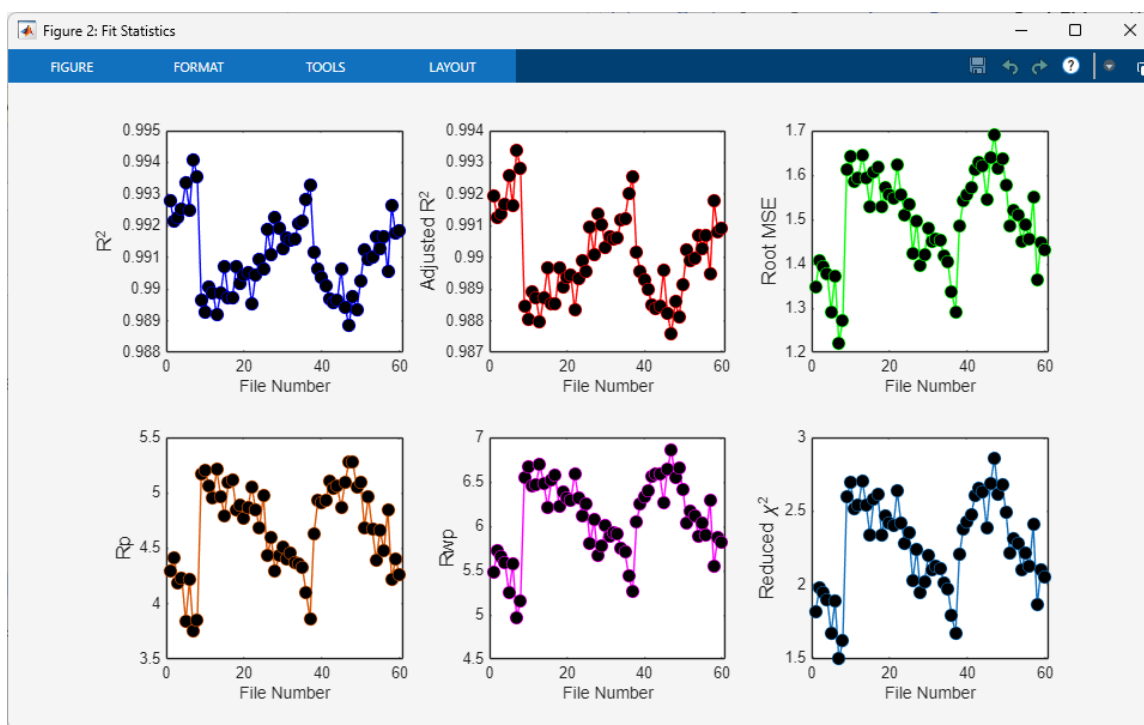 Figure 2: Fit Statistics
FIGURE FORMAT TOOLS LAYOUT
0.995
0.994
0.993
0.992
0.991
0.99
0.989
0.988
R²
0 20 40 60
File Number
0.994
0.993
0.992
0.991
0.99
0.989
0.988
0.987
Adjusted R²
0 20 40 60
File Number
1.7
1.6
1.5
1.4
1.3
1.2
Root MSE
0 20 40 60
File Number
5.5
5
4.5
4
3.5
Rp
0 20 40 60
File Number
7
6.5
6
5.5
5
4.5
Rwp
0 20 40 60
File Number
3
2.5
2
1.5
Reduced χ²
0 20 40 60
File Number